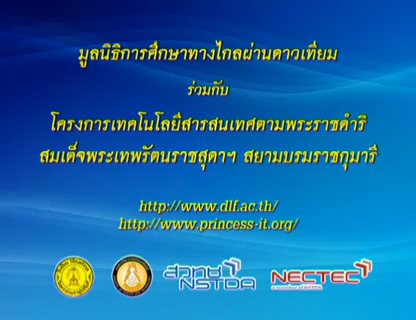 มูลนิธิการศึกษาทางไกลผ่านดาวเทียม
ร่วมกับ
โครงการเทคโนโลยีสารสนเทศตามพระราชดำริ
สมเด็จพระเทพรัตนราชสุดาฯ สยามบรมราชกุมารี
http://www.dlf.ac.th/
http://www.princess-it.org/
สวทช
NSTDA
NECTEC